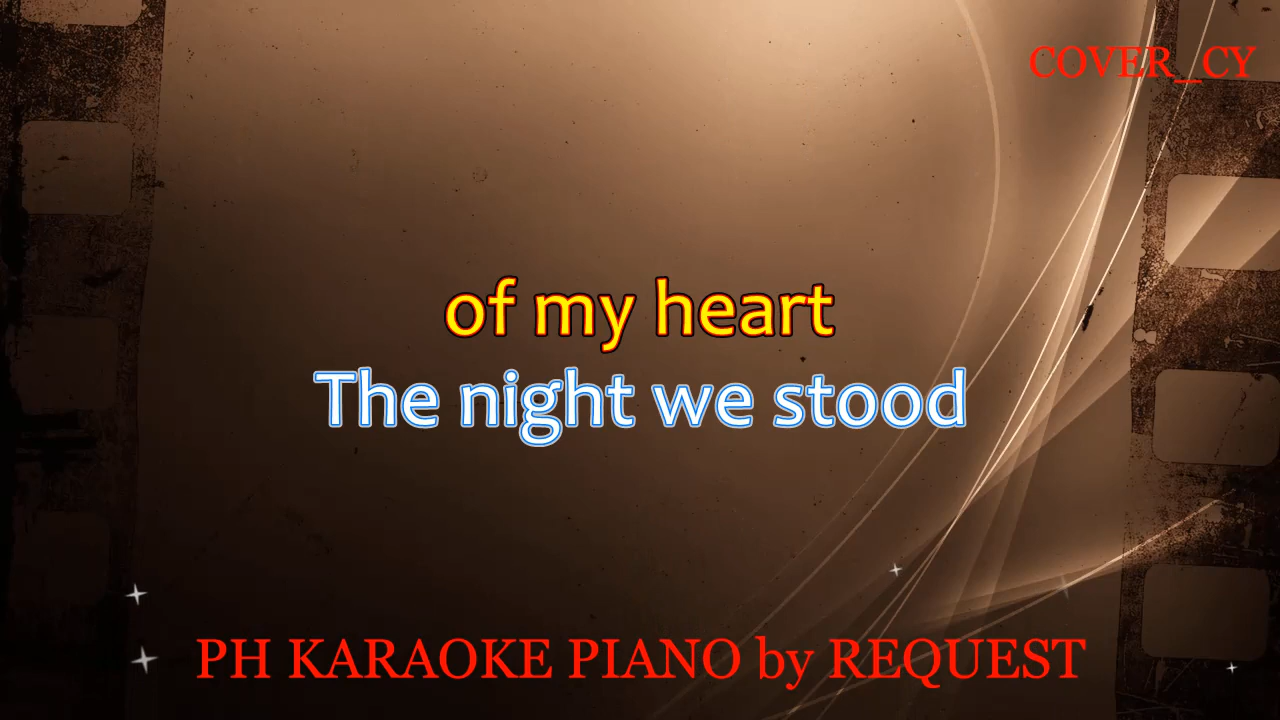 COVER_CY
of my heart
The night we stood
PH KARAOKE PIANO by REQUEST